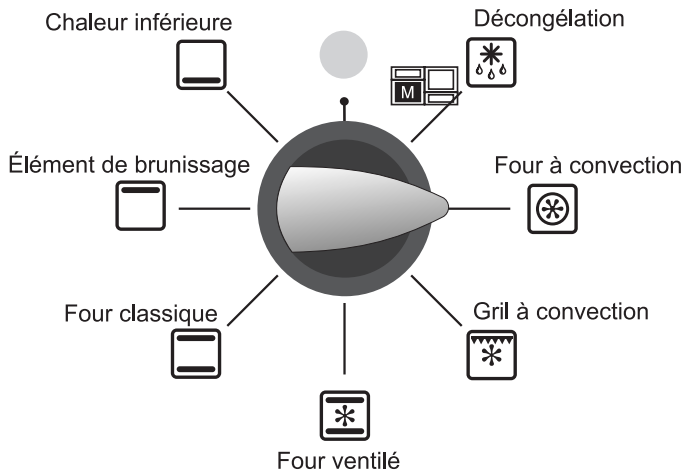 Chaleur inférieure
Décongélation
M
Élément de brunissage
Four à convection
Four classique
Gril à convection
Four ventilé